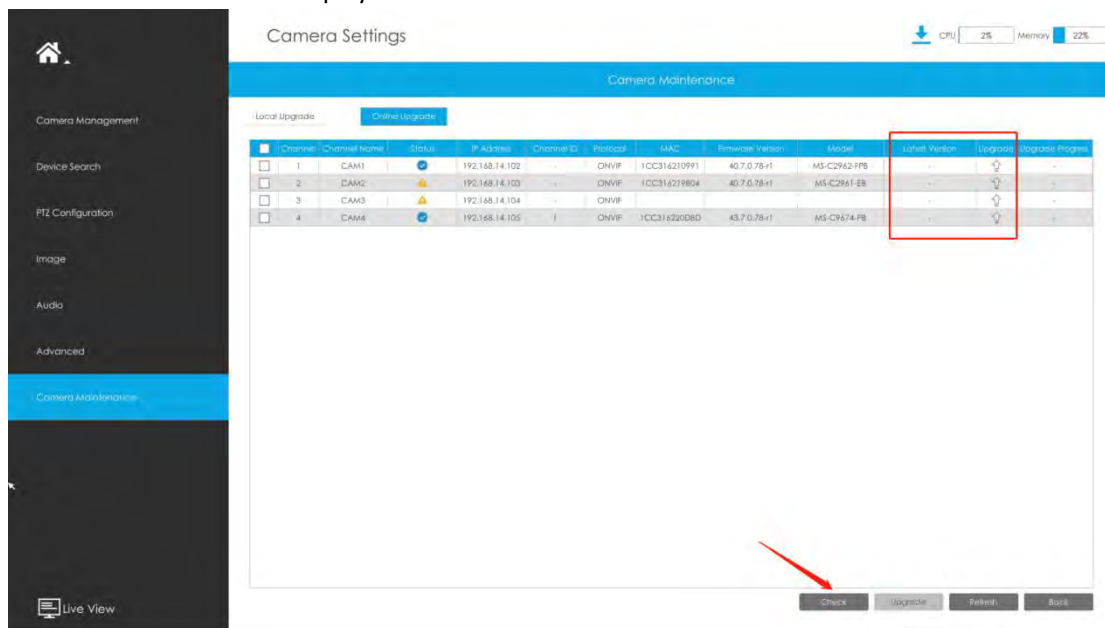 Camera Settings
CPU 2% Memory 22%
Camera Maintenance
Camera Management
Device Search
PTZ Configuration
Image
Audio
Advanced
Camera Maintenance
Live View
Local Upgrade Online Upgrade
Channel Channel Name Status IP Address Channel ID Protocol MAC Firmware Version Model Latest Version Upgrade Upgrade Progress
1 CAM1 192.168.14.102 - ONVIF 1CC316210991 40.7.0.78-r1 MS-C2962-FPB - -
2 CAM2 192.168.14.103 - ONVIF 1CC316219804 40.7.0.78-r1 MS-C2961-EB - -
3 CAM3 192.168.14.104 - ONVIF - -
4 CAM4 192.168.14.105 1 ONVIF 1CC316220DBD 43.7.0.78-r1 MS-C9674-PB - -
Check Upgrade Refresh Back